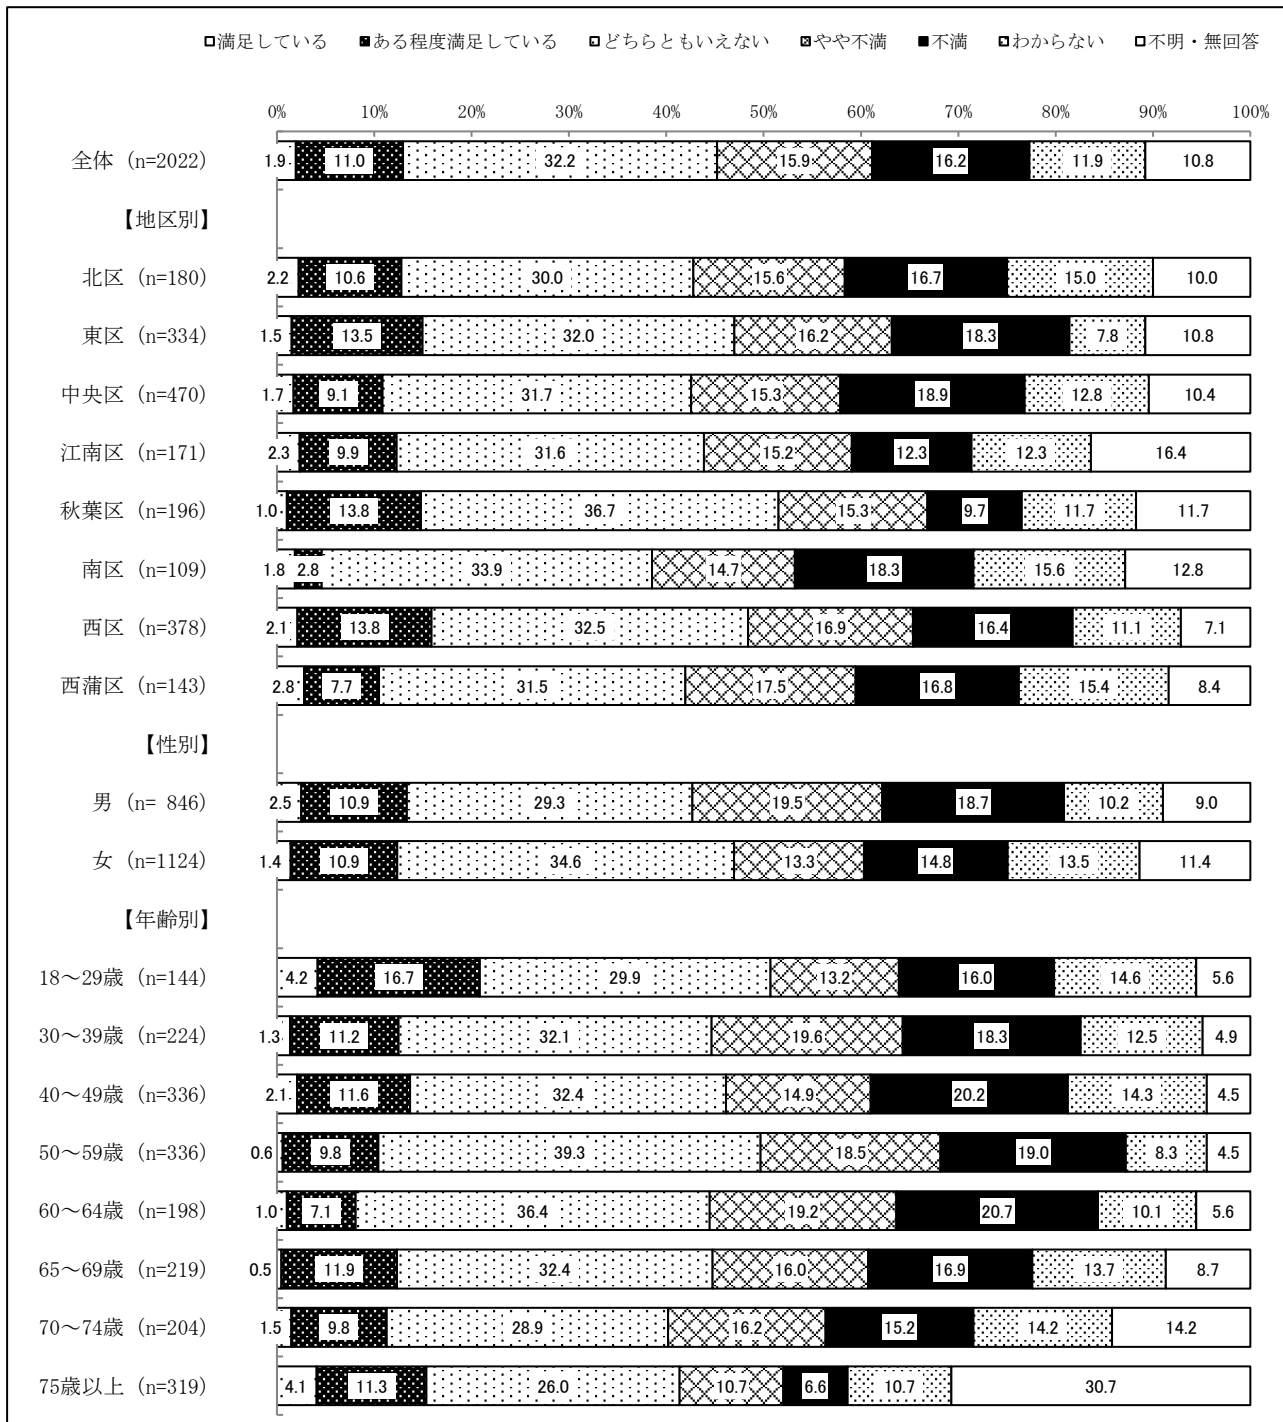 □満足している ■ある程度満足している □どちらともいえない □やや不満 ■不満 □わからない □不明・無回答
0% 10% 20% 30% 40% 50% 60% 70% 80% 90% 100%
全体 (n=2022) 1.9 11.0 32.2 15.9 16.2 11.9 10.8
【地区別】
北区 (n=180) 2.2 10.6 30.0 15.6 16.7 15.0 10.0
東区 (n=334) 1.5 13.5 32.0 16.2 18.3 7.8 10.8
中央区 (n=470) 1.7 9.1 31.7 15.3 18.9 12.8 10.4
江南区 (n=171) 2.3 9.9 31.6 15.2 12.3 12.3 16.4
秋葉区 (n=196) 1.0 13.8 36.7 15.3 9.7 11.7 11.7
南区 (n=109) 1.8 2.8 33.9 14.7 18.3 15.6 12.8
西区 (n=378) 2.1 13.8 32.5 16.9 16.4 11.1 7.1
西蒲区 (n=143) 2.8 7.7 31.5 17.5 16.8 15.4 8.4
【性別】
男 (n= 846) 2.5 10.9 29.3 19.5 18.7 10.2 9.0
女 (n=1124) 1.4 10.9 34.6 13.3 14.8 13.5 11.4
【年齢別】
18～29歳 (n=144) 4.2 16.7 29.9 13.2 16.0 14.6 5.6
30～39歳 (n=224) 1.3 11.2 32.1 19.6 18.3 12.5 4.9
40～49歳 (n=336) 2.1 11.6 32.4 14.9 20.2 14.3 4.5
50～59歳 (n=336) 0.6 9.8 39.3 18.5 19.0 8.3 4.5
60～64歳 (n=198) 1.0 7.1 36.4 19.2 20.7 10.1 5.6
65～69歳 (n=219) 0.5 11.9 32.4 16.0 16.9 13.7 8.7
70～74歳 (n=204) 1.5 9.8 28.9 16.2 15.2 14.2 14.2
75歳以上 (n=319) 4.1 11.3 26.0 10.7 6.6 10.7 30.7